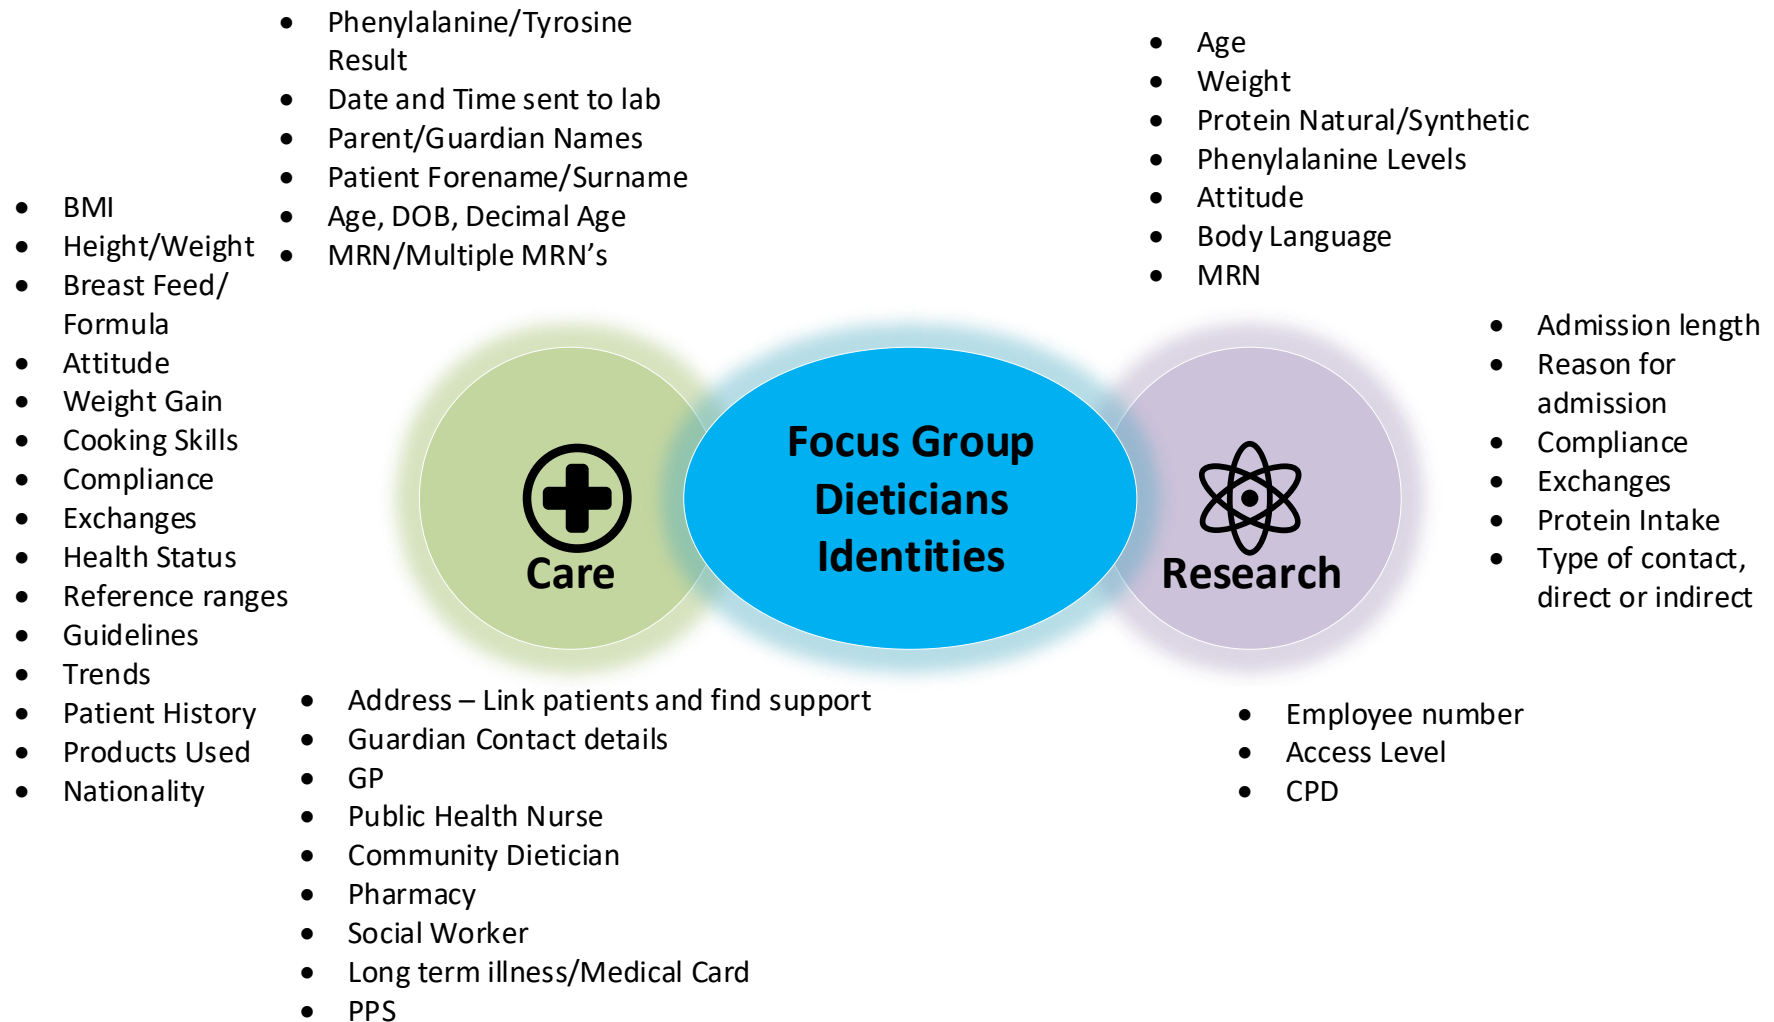 • Phenylalanine/Tyrosine
Result
• Date and Time sent to lab
• Parent/Guardian Names
• Patient Forename/Surname
• Age, DOB, Decimal Age
• MRN/Multiple MRN’s
• Age
• Weight
• Protein Natural/Synthetic
• Phenylalanine Levels
• Attitude
• Body Language
• MRN
• BMI
• Height/Weight
• Breast Feed/
Formula
• Attitude
• Weight Gain
• Cooking Skills
• Compliance
• Exchanges
• Health Status
• Reference ranges
• Guidelines
• Trends
• Patient History
• Products Used
• Nationality
Care
Focus Group
Dieticians
Identities
Research
• Admission length
• Reason for
admission
• Compliance
• Exchanges
• Protein Intake
• Type of contact,
direct or indirect
• Address – Link patients and find support
• Guardian Contact details
• GP
• Public Health Nurse
• Community Dietician
• Pharmacy
• Social Worker
• Long term illness/Medical Card
• PPS
• Employee number
• Access Level
• CPD